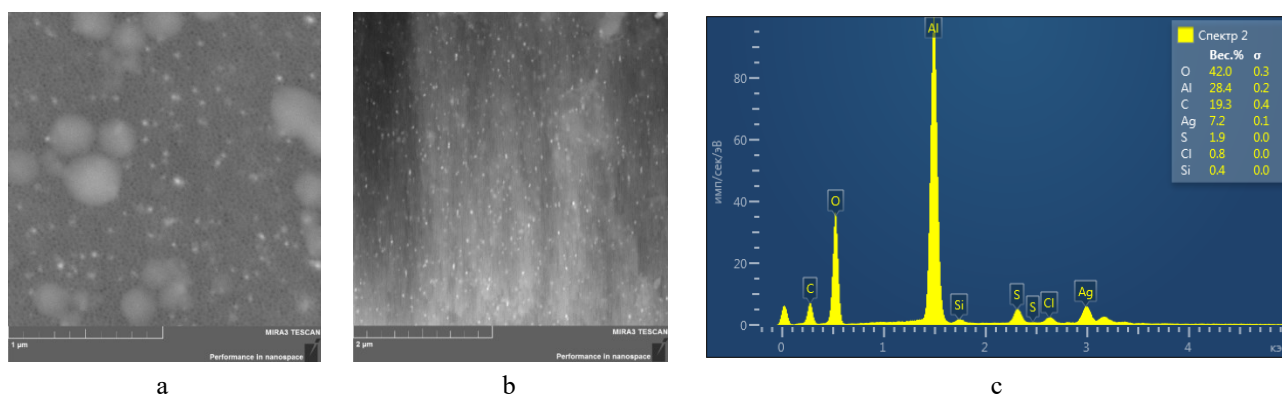 1 µm
MIRA3 TESCAN
Performance in nanospace
a
2 µm
MIRA3 TESCAN
Performance in nanospace
b
имп/сек/эВ
80
60
40
20
0
C
O
Al
Si
S
S
Cl
Ag
0 1 2 3 4 кэ
Спектр 2
Вес.% σ
O 42.0 0.3
Al 28.4 0.2
C 19.3 0.4
Ag 7.2 0.1
S 1.9 0.0
Cl 0.8 0.0
Si 0.4 0.0
c